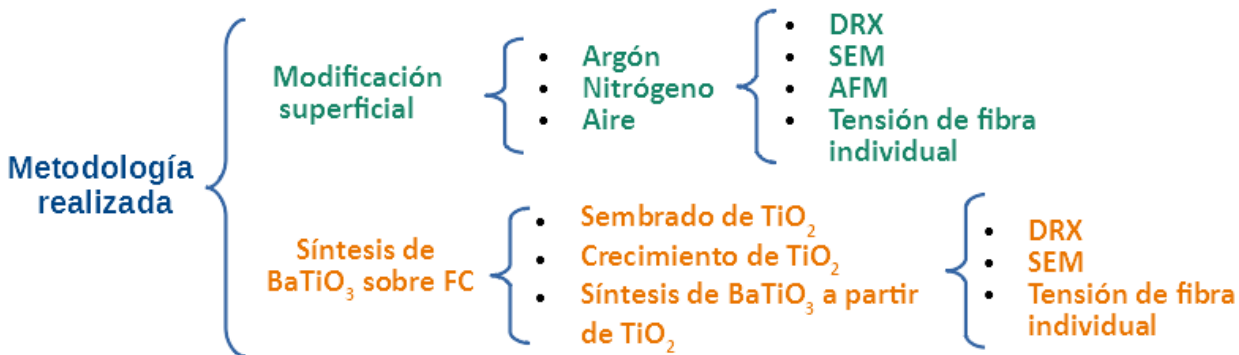 Metodología
realizada
Modificación
superficial
• Argón
• Nitrógeno
• Aire
• DRX
• SEM
• AFM
• Tensión de fibra
individual
Síntesis de
BaTiO₃ sobre FC
• Sembrado de TiO₂
• Crecimiento de TiO₂
• Síntesis de BaTiO₃ a partir
de TiO₂
• DRX
• SEM
• Tensión de fibra
individual